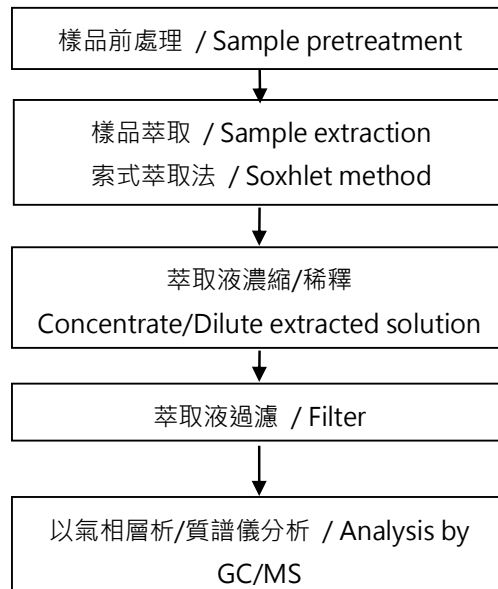 樣品前處理 / Sample pretreatment
樣品萃取 / Sample extraction
索式萃取法 / Soxhlet method
萃取液濃縮/稀釋
Concentrate/Dilute extracted solution
萃取液過濾 / Filter
以氣相層析/質譜儀分析 / Analysis by
GC/MS